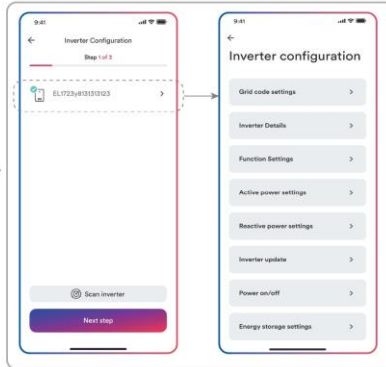 9:41
Inverter Configuration
Step 1 of 3
EL1723y8131313123
Scan inverter
Next step
9:41
Inverter configuration
Grid code settings
Inverter Details
Function Settings
Active power settings
Reactive power settings
Inverter update
Power on/off
Energy storage settings